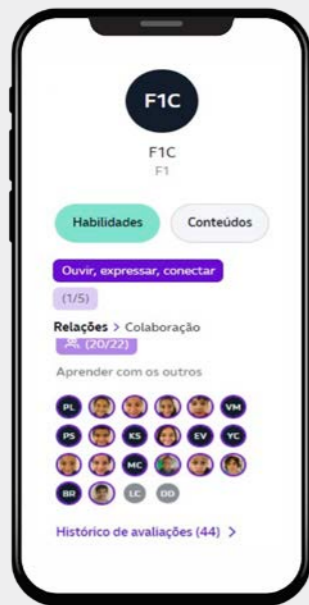 F1C
F1C
F1
Habilidades Conteúdos
Ouvir, expressar, conectar
(1/5)
Relações > Colaboração
(20/22)
Aprender com os outros
PL VM
PS KS EV YC
MC
BR LC DD
Histórico de avaliações (44) >